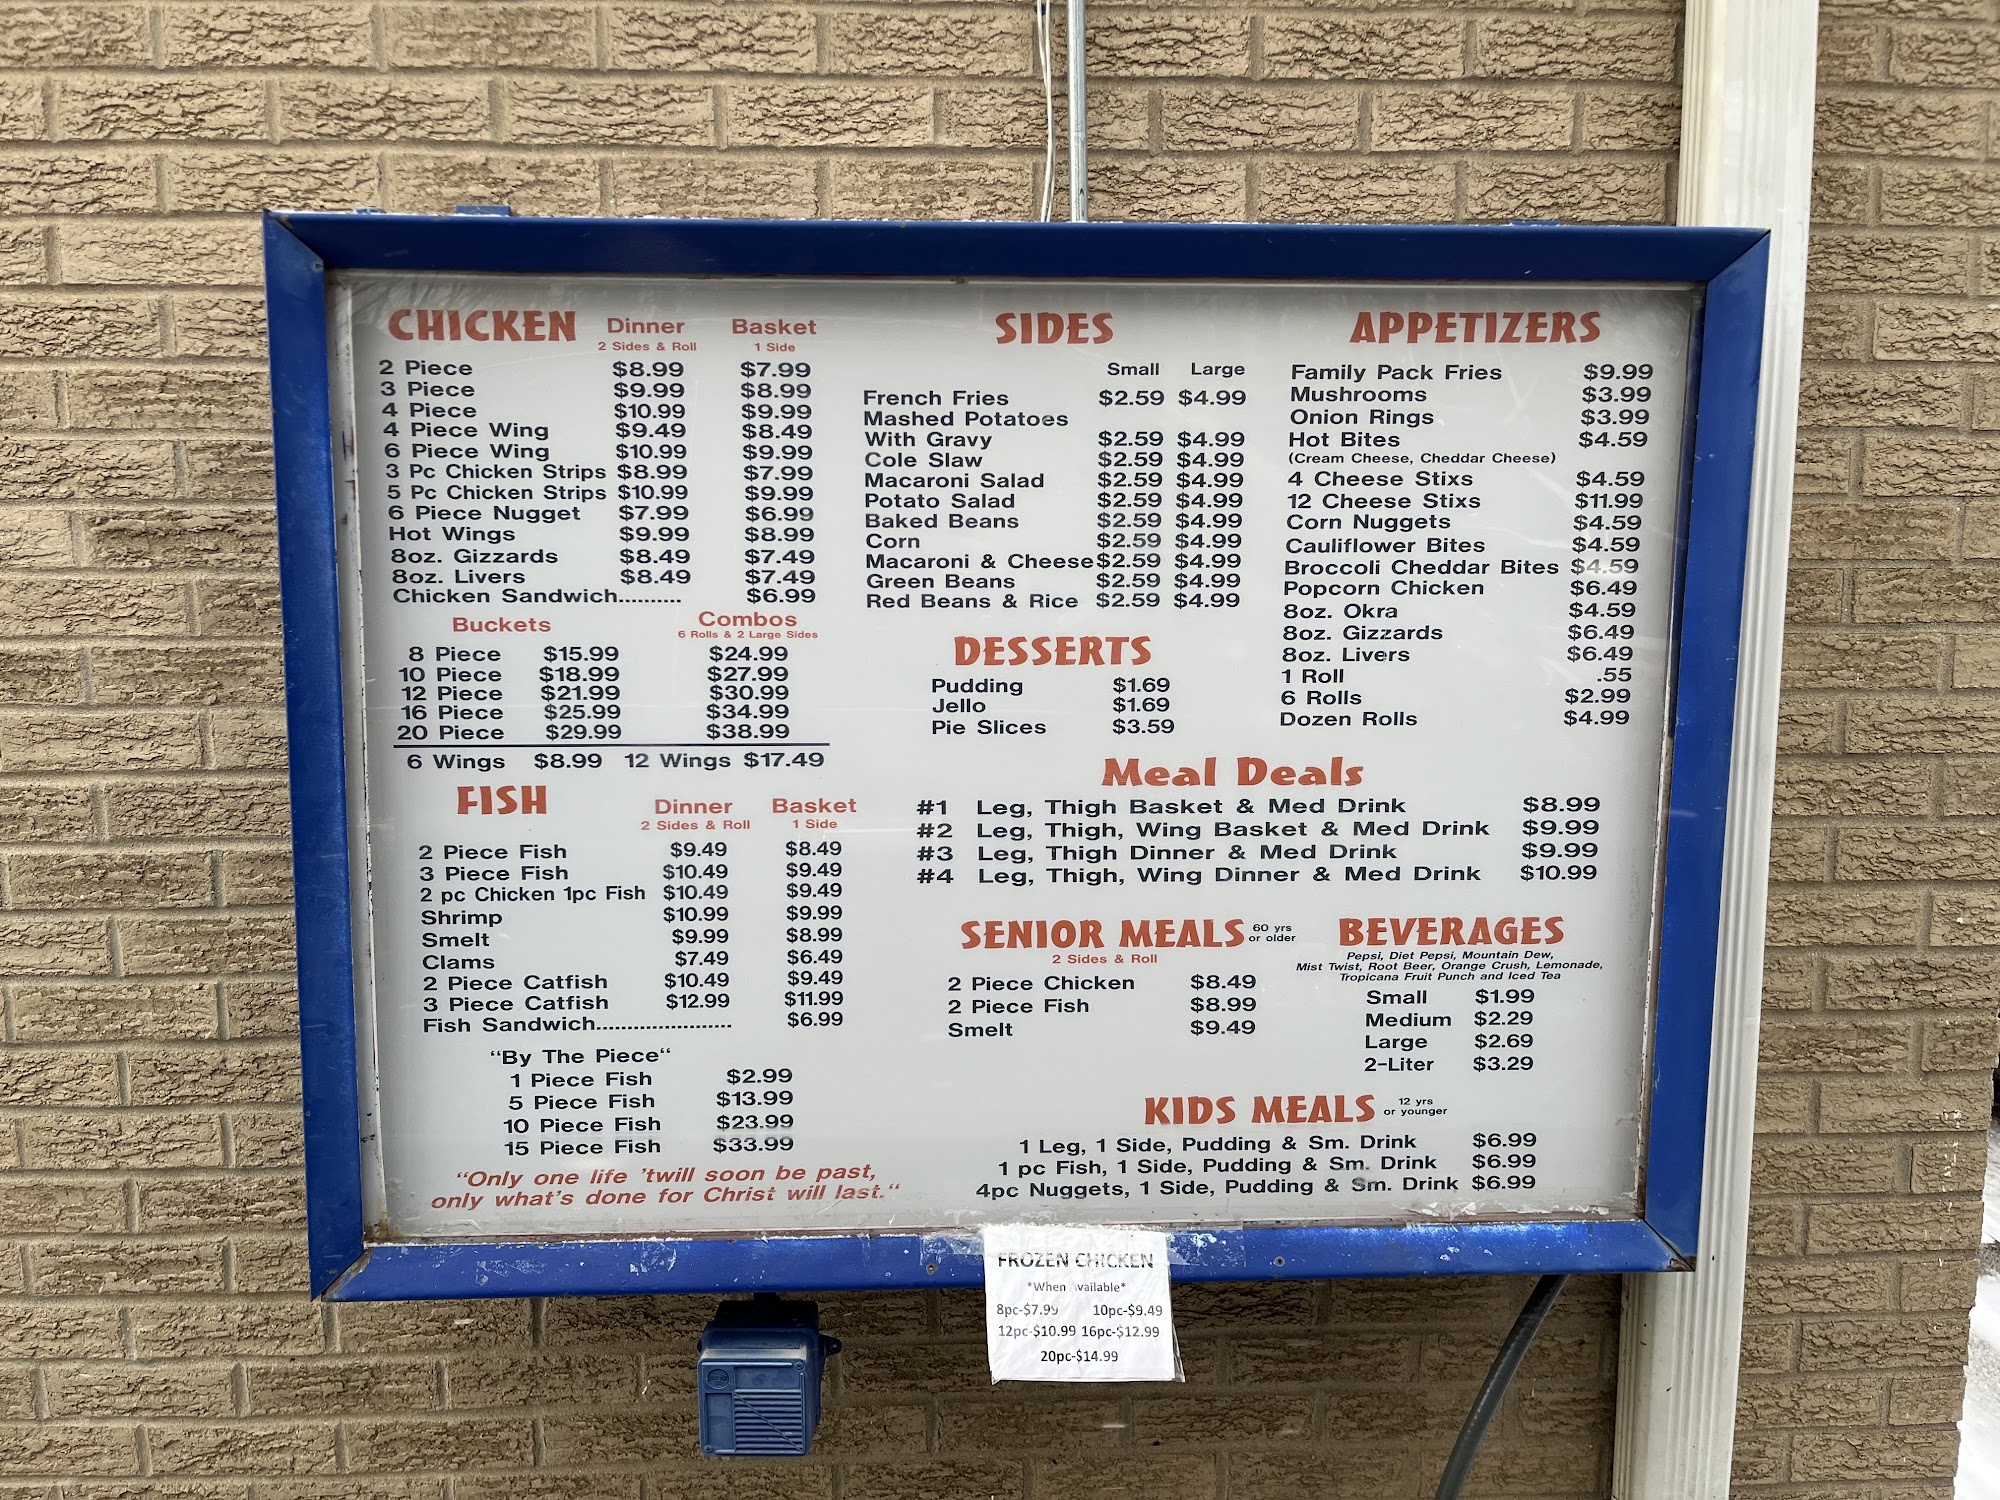 CHICKEN Dinner Basket
2 Sides & Roll 1 Side
2 Piece $8.99 $7.99
3 Piece $9.99 $8.99
4 Piece $10.99 $9.99
4 Piece Wing $9.49 $8.49
6 Piece Wing $10.99 $9.99
3 Pc Chicken Strips $8.99 $7.99
5 Pc Chicken Strips $10.99 $9.99
6 Piece Nugget $7.99 $6.99
Hot Wings $9.99 $8.99
8oz. Gizzards $8.49 $7.49
8oz. Livers $8.49 $7.49
Chicken Sandwich.......... $6.99
Buckets Combos
6 Rolls & 2 Large Sides
8 Piece $15.99 $24.99
10 Piece $18.99 $27.99
12 Piece $21.99 $30.99
16 Piece $25.99 $34.99
20 Piece $29.99 $38.99
6 Wings $8.99 12 Wings $17.49
FISH Dinner Basket
2 Sides & Roll 1 Side
2 Piece Fish $9.49 $8.49
3 Piece Fish $10.49 $9.49
2 pc Chicken 1pc Fish $10.49 $9.49
Shrimp $10.99 $9.99
Smelt $9.99 $8.99
Clams $7.49 $6.49
2 Piece Catfish $10.49 $9.49
3 Piece Catfish $12.99 $11.99
Fish Sandwich....................... $6.99
“By The Piece“
1 Piece Fish $2.99
5 Piece Fish $13.99
10 Piece Fish $23.99
15 Piece Fish $33.99
“Only one life ’twill soon be past,
only what’s done for Christ will last.“
SIDES
Small Large
French Fries $2.59 $4.99
Mashed Potatoes
With Gravy $2.59 $4.99
Cole Slaw $2.59 $4.99
Macaroni Salad $2.59 $4.99
Potato Salad $2.59 $4.99
Baked Beans $2.59 $4.99
Corn $2.59 $4.99
Macaroni & Cheese $2.59 $4.99
Green Beans $2.59 $4.99
Red Beans & Rice $2.59 $4.99
DESSERTS
Pudding $1.69
Jello $1.69
Pie Slices $3.59
APPETIZERS
Family Pack Fries $9.99
Mushrooms $3.99
Onion Rings $3.99
Hot Bites $4.59
(Cream Cheese, Cheddar Cheese)
4 Cheese Stixs $4.59
12 Cheese Stixs $11.99
Corn Nuggets $4.59
Cauliflower Bites $4.59
Broccoli Cheddar Bites $4.59
Popcorn Chicken $6.49
8oz. Okra $4.59
8oz. Gizzards $6.49
8oz. Livers $6.49
1 Roll .55
6 Rolls $2.99
Dozen Rolls $4.99
Meal Deals
#1 Leg, Thigh Basket & Med Drink $8.99
#2 Leg, Thigh, Wing Basket & Med Drink $9.99
#3 Leg, Thigh Dinner & Med Drink $9.99
#4 Leg, Thigh, Wing Dinner & Med Drink $10.99
SENIOR MEALS 60 yrs
or older
2 Sides & Roll
2 Piece Chicken $8.49
2 Piece Fish $8.99
Smelt $9.49
BEVERAGES
Pepsi, Diet Pepsi, Mountain Dew,
Mist Twist, Root Beer, Orange Crush, Lemonade,
Tropicana Fruit Punch and Iced Tea
Small $1.99
Medium $2.29
Large $2.69
2-Liter $3.29
KIDS MEALS 12 yrs
or younger
1 Leg, 1 Side, Pudding & Sm. Drink $6.99
1 pc Fish, 1 Side, Pudding & Sm. Drink $6.99
4pc Nuggets, 1 Side, Pudding & Sm. Drink $6.99
FROZEN CHICKEN
*When Available*
8pc-$7.99 10pc-$9.49
12pc-$10.99 16pc-$12.99
20pc-$14.99